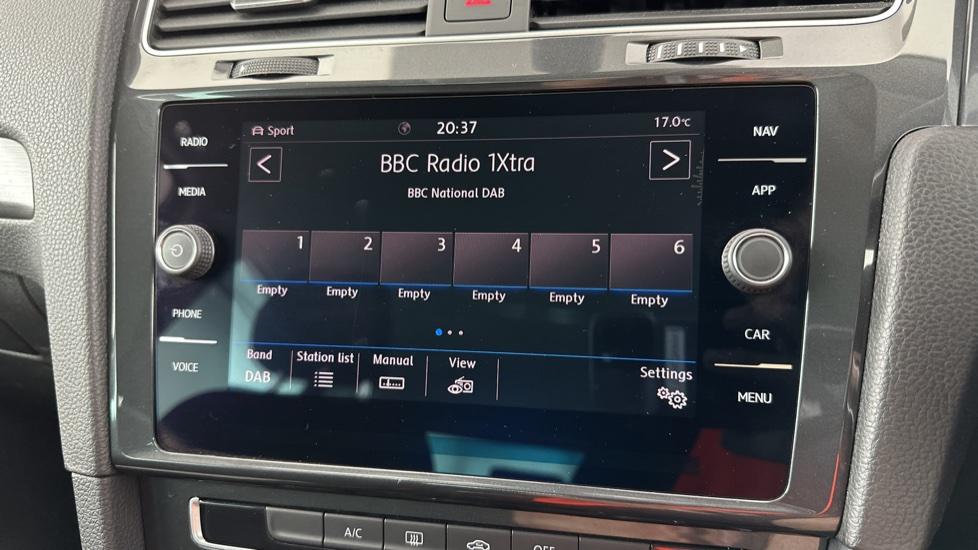 Sport 20:37 17.0°C
BBC Radio 1Xtra
BBC National DAB
1 2 3 4 5 6
Empty Empty Empty Empty Empty Empty
Band Station list Manual View Settings
DAB
RADIO
MEDIA
PHONE
VOICE
NAV
APP
CAR
MENU
A/C OFF